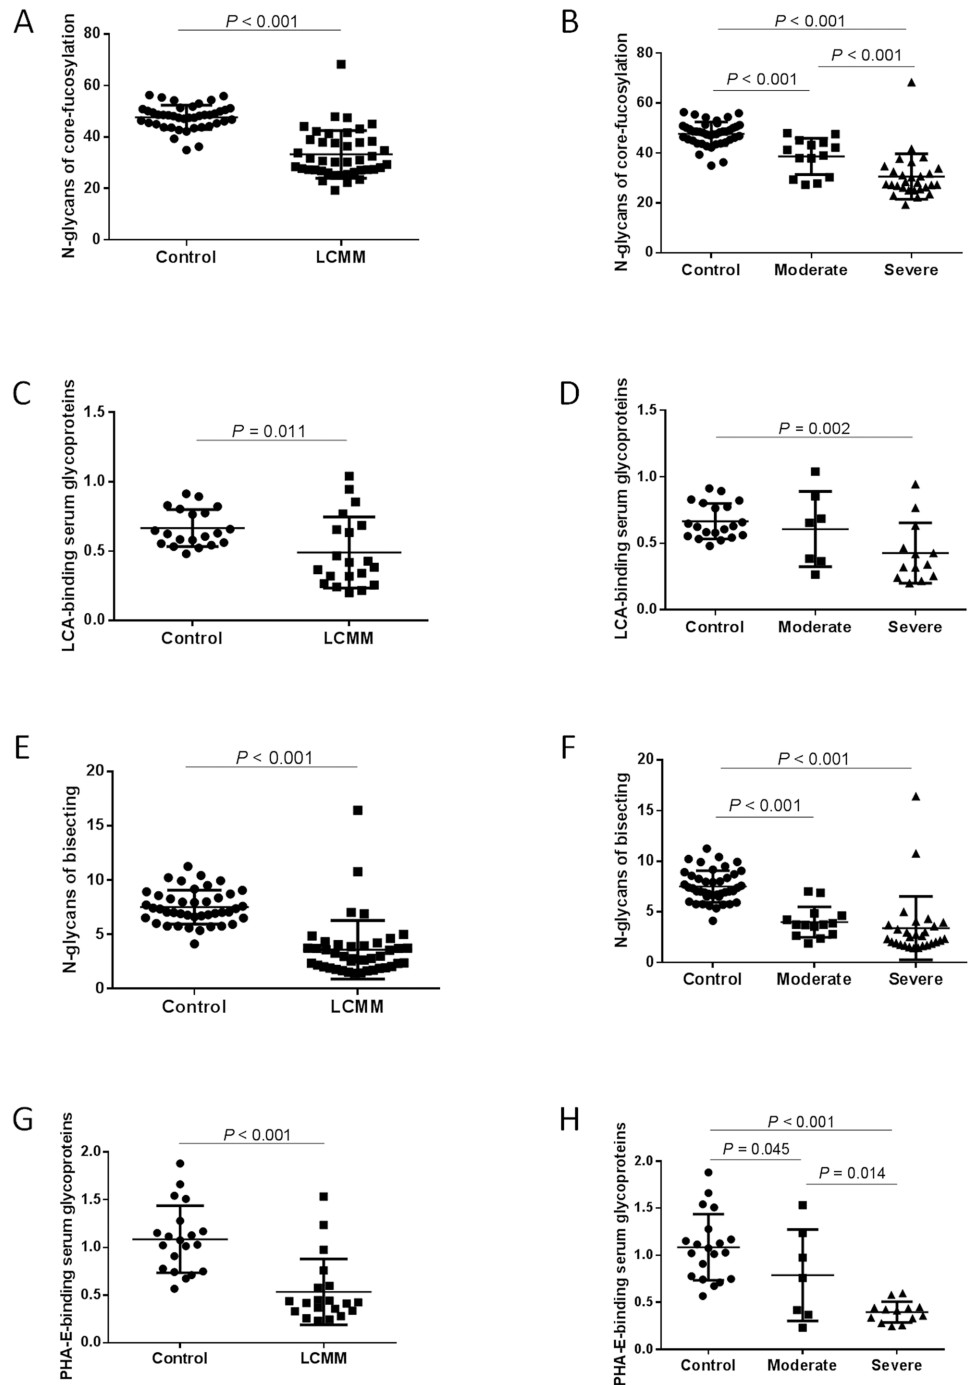 A
P < 0.001
N-glycans of core-fucosylation
80
60
40
20
0
Control
LCMM
B
P < 0.001
P < 0.001
P < 0.001
N-glycans of core-fucosylation
80
60
40
20
0
Control
Moderate
Severe
C
P = 0.011
LCA-binding serum glycoproteins
1.5
1.0
0.5
0.0
Control
LCMM
D
P = 0.002
LCA-binding serum glycoproteins
1.5
1.0
0.5
0.0
Control
Moderate
Severe
E
P < 0.001
N-glycans of bisecting
20
15
10
5
0
Control
LCMM
F
P < 0.001
P < 0.001
N-glycans of bisecting
20
15
10
5
0
Control
Moderate
Severe
G
P < 0.001
PHA-E-binding serum glycoproteins
2.0
1.5
1.0
0.5
0.0
Control
LCMM
H
P < 0.001
P = 0.045
P = 0.014
PHA-E-binding serum glycoproteins
2.0
1.5
1.0
0.5
0.0
Control
Moderate
Severe